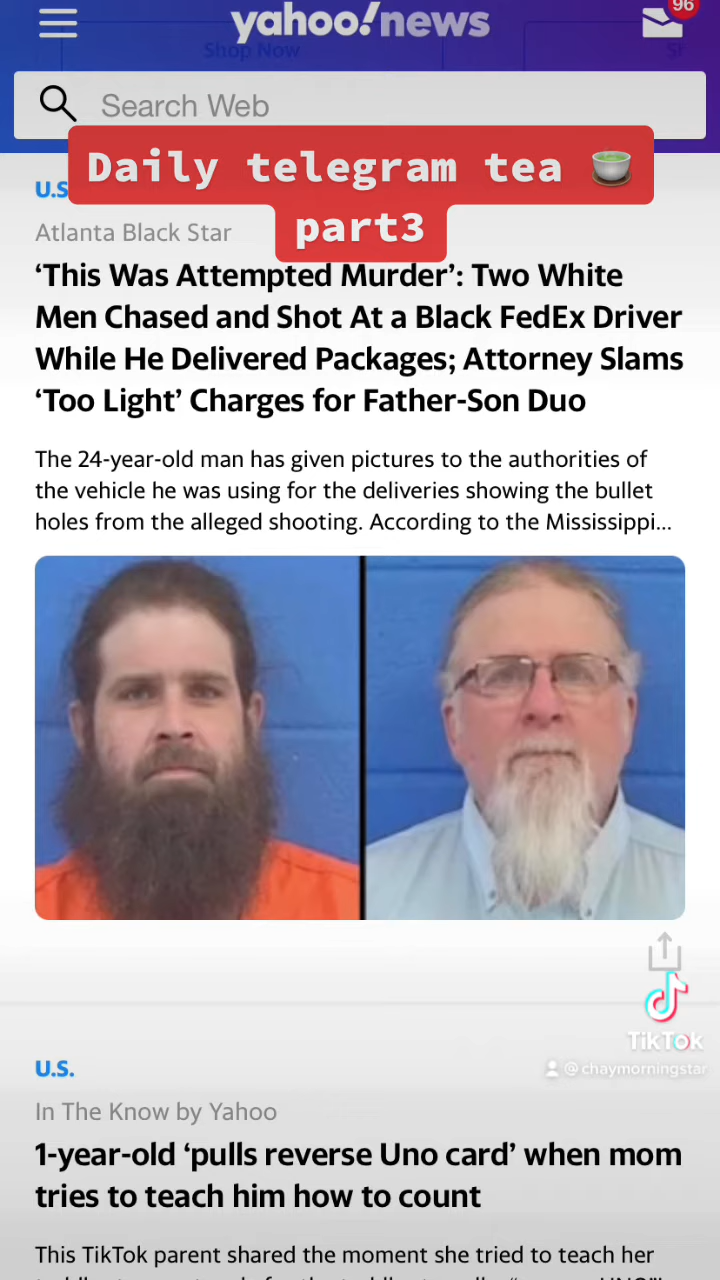 yahoo!news
96
Shop Now
Search Web
Daily telegram tea
part3
U.S
Atlanta Black Star
‘This Was Attempted Murder’: Two White
Men Chased and Shot At a Black FedEx Driver
While He Delivered Packages; Attorney Slams
‘Too Light’ Charges for Father-Son Duo
The 24-year-old man has given pictures to the authorities of
the vehicle he was using for the deliveries showing the bullet
holes from the alleged shooting. According to the Mississippi...
TikTok
@chaymorningstar
U.S.
In The Know by Yahoo
1-year-old ‘pulls reverse Uno card’ when mom
tries to teach him how to count
This TikTok parent shared the moment she tried to teach her